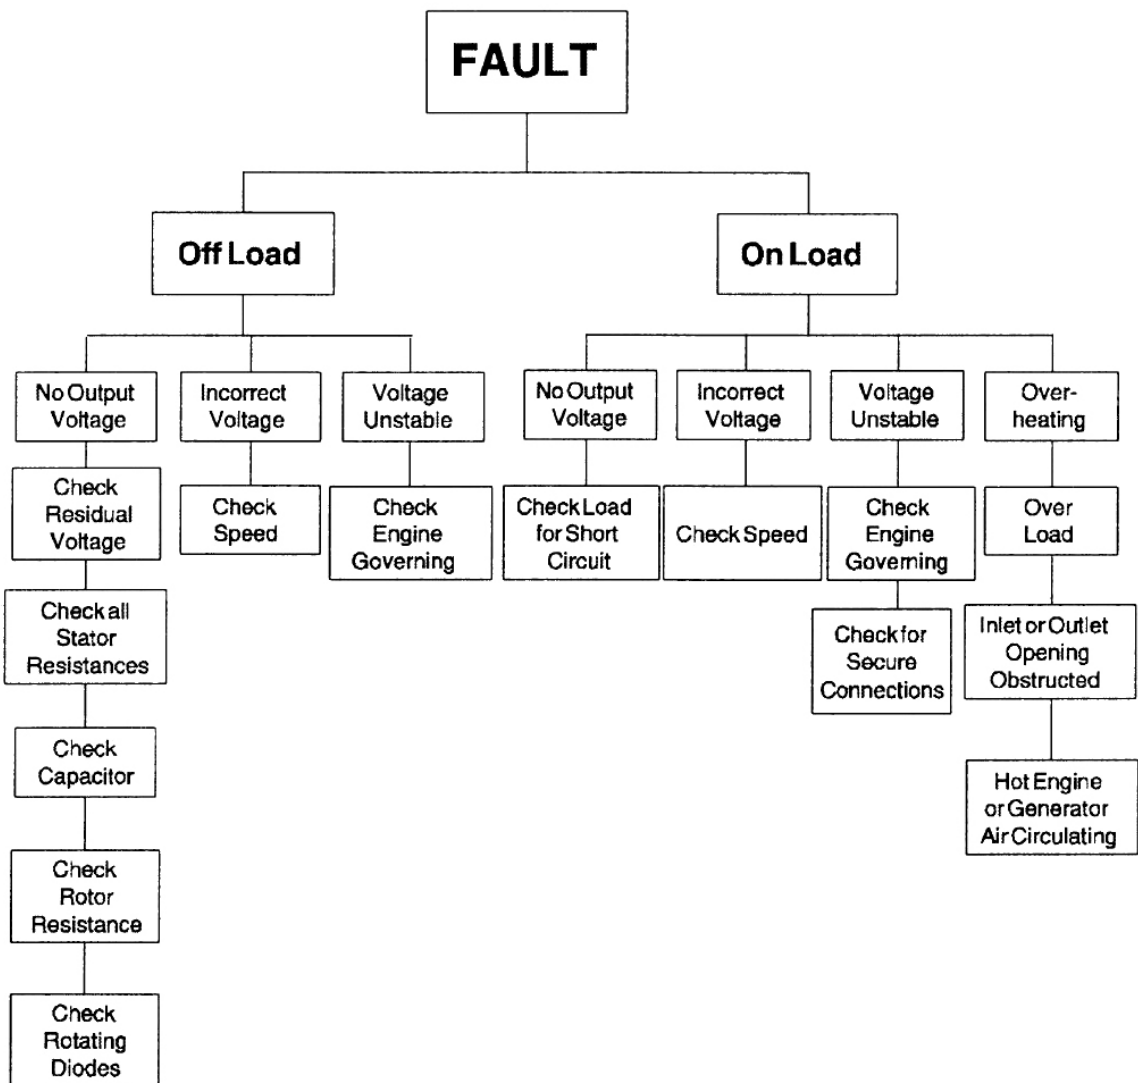 FAULT
Off Load
On Load
No Output
Voltage
Incorrect
Voltage
Voltage
Unstable
No Output
Voltage
Incorrect
Voltage
Voltage
Unstable
Over-
heating
Check
Residual
Voltage
Check
Speed
Check
Engine
Governing
Check Load
for Short
Circuit
Check Speed
Check
Engine
Governing
Over
Load
Check all
Stator
Resistances
Check for
Secure
Connections
Inlet or Outlet
Opening
Obstructed
Check
Capacitor
Hot Engine
or Generator
Air Circulating
Check
Rotor
Resistance
Check
Rotating
Diodes